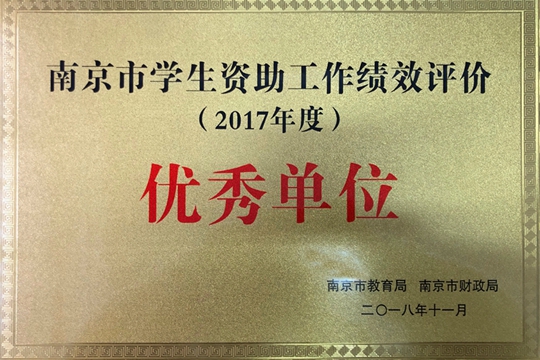 南京市学生资助工作绩效评价
（2017年度）
优秀单位
南京市教育局 南京市财政局
二〇一八年十一月